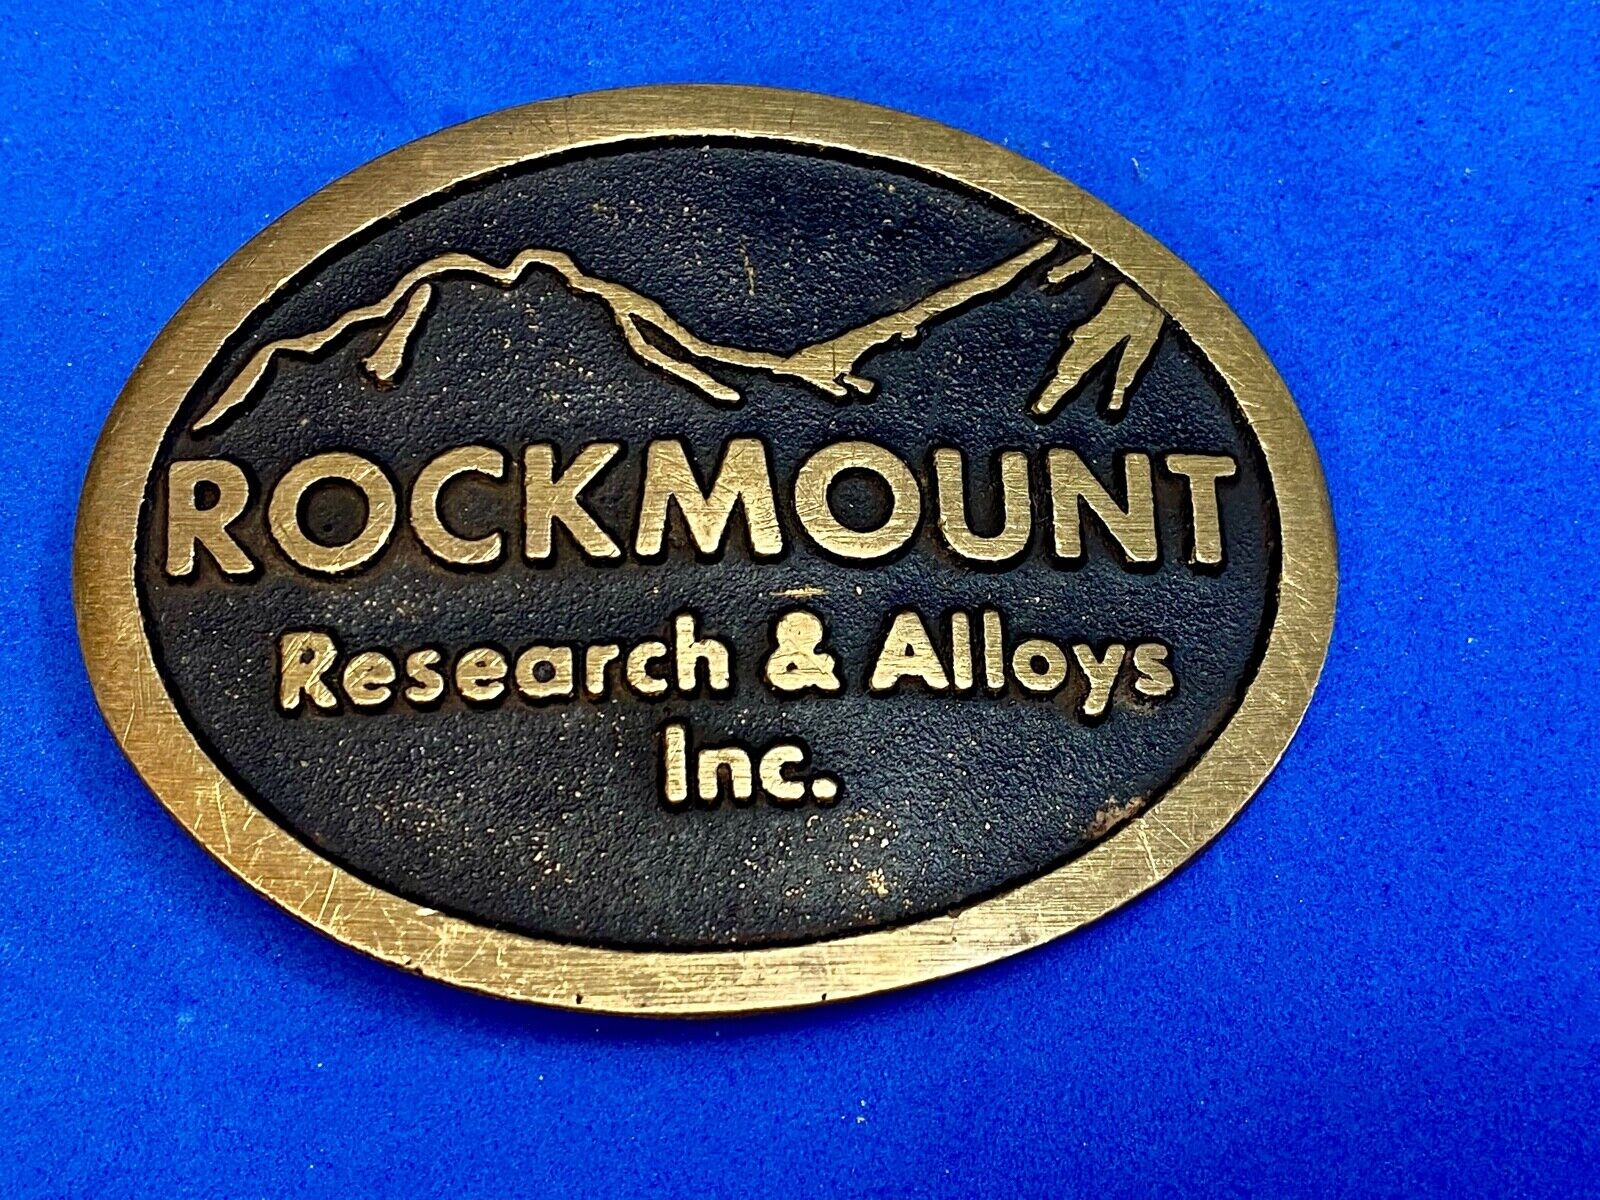 ROCKMOUNT
Research & Alloys
Inc.